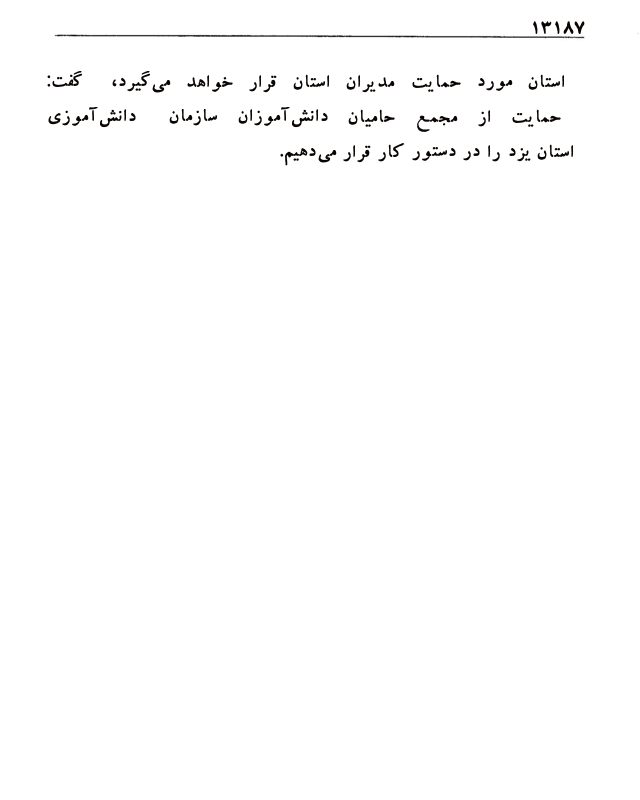 ۱۳۱۸۷
استان مورد حمایت مدیران استان قرار خواهد می‌گیرد، گفت:
حمایت از مجمع حامیان دانش‌آموزان سازمان دانش‌آموزی
استان یزد را در دستور کار قرار می‌دهیم.